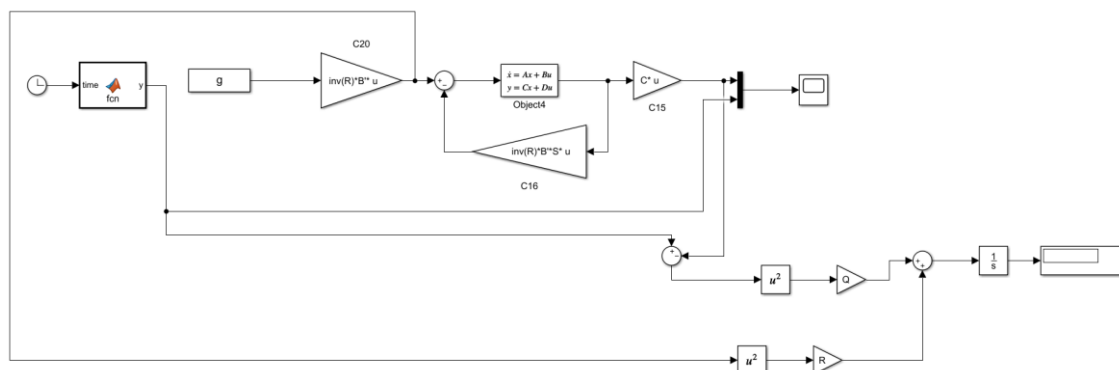 C20
time
y
fcn
g
inv(R)*B'* u
+
−
ẋ = Ax + Bu
y = Cx + Du
Object4
C* u
C15
inv(R)*B'*S* u
C16
+
−
u²
Q
+
+
1
s
u²
R